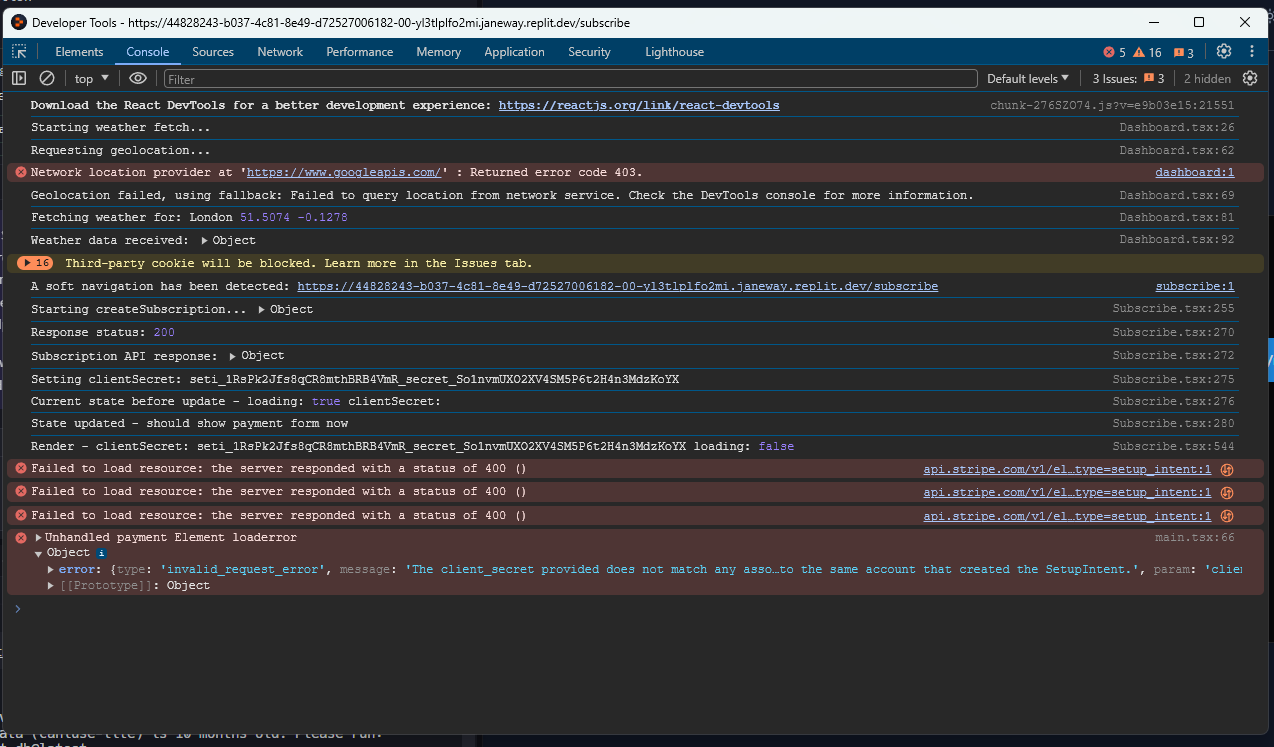 Developer Tools - https://44828243-b037-4c81-8e49-d72527006182-00-yl3tlplfo2mi.janeway.replit.dev/subscribe
Elements Console Sources Network Performance Memory Application Security Lighthouse 5 16 3
top Filter Default levels 3 Issues: 3 2 hidden
Download the React DevTools for a better development experience: https://reactjs.org/link/react-devtools chunk-276SZO74.js?v=e9b03e15:21551
Starting weather fetch... Dashboard.tsx:26
Requesting geolocation... Dashboard.tsx:62
Network location provider at 'https://www.googleapis.com/' : Returned error code 403. dashboard:1
Geolocation failed, using fallback: Failed to query location from network service. Check the DevTools console for more information. Dashboard.tsx:69
Fetching weather for: London 51.5074 -0.1278 Dashboard.tsx:81
Weather data received: Object Dashboard.tsx:92
16 Third-party cookie will be blocked. Learn more in the Issues tab.
A soft navigation has been detected: https://44828243-b037-4c81-8e49-d72527006182-00-yl3tlplfo2mi.janeway.replit.dev/subscribe subscribe:1
Starting createSubscription... Object Subscribe.tsx:255
Response status: 200 Subscribe.tsx:270
Subscription API response: Object Subscribe.tsx:272
Setting clientSecret: seti_1RsPk2Jfs8qCR8mthBRB4VmR_secret_So1nvmUXO2XV4SM5P6t2H4n3MdzKoYX Subscribe.tsx:275
Current state before update - loading: true clientSecret: Subscribe.tsx:276
State updated - should show payment form now Subscribe.tsx:280
Render - clientSecret: seti_1RsPk2Jfs8qCR8mthBRB4VmR_secret_So1nvmUXO2XV4SM5P6t2H4n3MdzKoYX loading: false Subscribe.tsx:544
Failed to load resource: the server responded with a status of 400 () api.stripe.com/v1/el…type=setup_intent:1
Failed to load resource: the server responded with a status of 400 () api.stripe.com/v1/el…type=setup_intent:1
Failed to load resource: the server responded with a status of 400 () api.stripe.com/v1/el…type=setup_intent:1
Unhandled payment Element loaderror main.tsx:66
Object i
error: {type: 'invalid_request_error', message: 'The client_secret provided does not match any asso…to the same account that created the SetupIntent.', param: 'clien
[[Prototype]]: Object